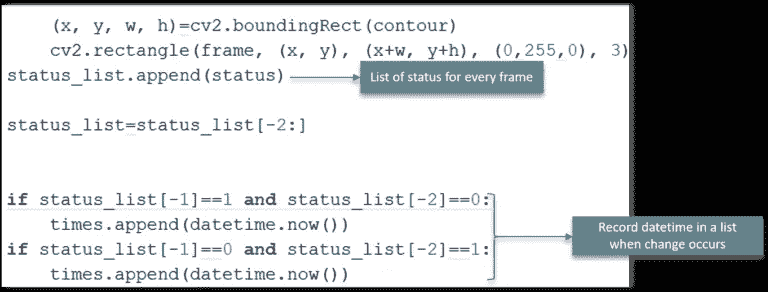 (x, y, w, h)=cv2.boundingRect(contour)
    cv2.rectangle(frame, (x, y), (x+w, y+h), (0,255,0), 3)
status_list.append(status)
List of status for every frame
status_list=status_list[-2:]
if status_list[-1]==1 and status_list[-2]==0:
    times.append(datetime.now())
if status_list[-1]==0 and status_list[-2]==1:
    times.append(datetime.now())
Record datetime in a list
when change occurs